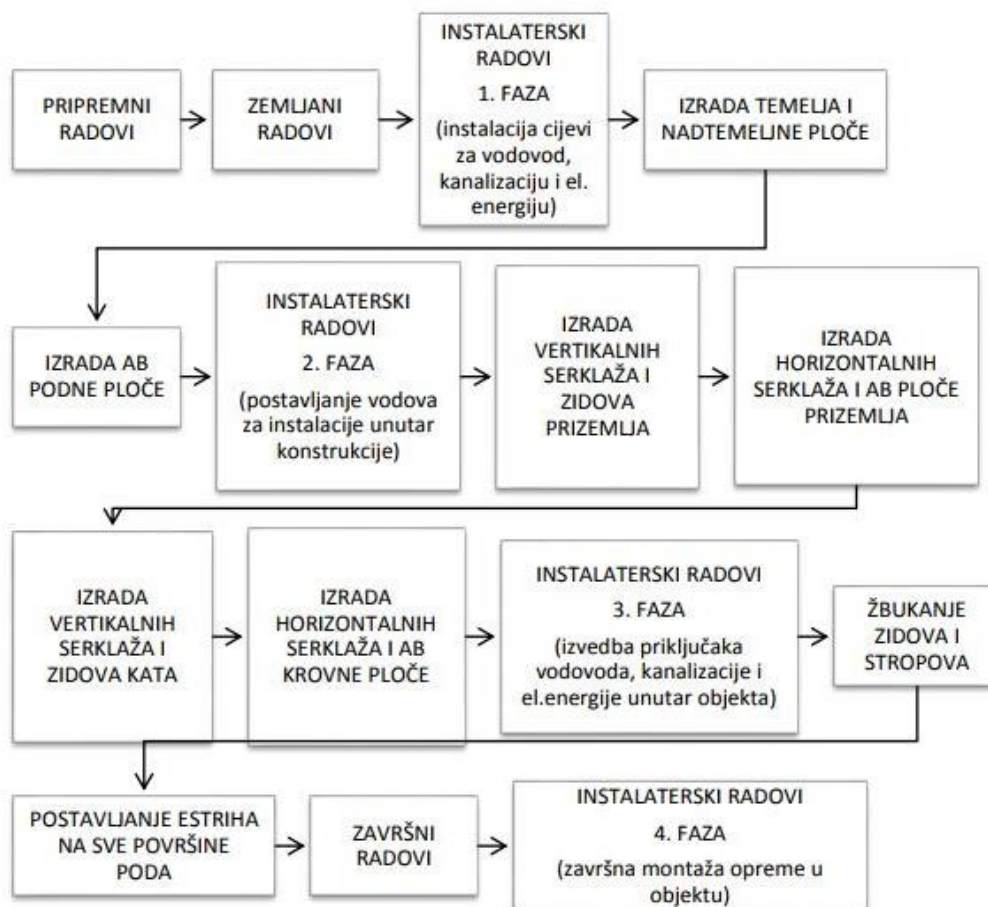 PRIPREMNI
RADOVI
ZEMLJANI
RADOVI
INSTALATERSKI
RADOVI
1. FAZA
(instalacija cijevi
za vodovod,
kanalizaciju i el.
energiju)
IZRADA TEMELJA I
NADTEMELJNE PLOČE
IZRADA AB
PODNE PLOČE
INSTALATERSKI
RADOVI
2. FAZA
(postavljanje vodova
za instalacije unutar
konstrukcije)
IZRADA
VERTIKALNIH
SERKLAŽA I
ZIDOVA
PRIZEMLJA
IZRADA
HORIZONTALNIH
SERKLAŽA I AB PLOČE
PRIZEMLJA
IZRADA
VERTIKALNIH
SERKLAŽA I
ZIDOVA KATA
IZRADA
HORIZONTALNIH
SERKLAŽA I AB
KROVNE PLOČE
INSTALATERSKI RADOVI
3. FAZA
(izvedba priključaka
vodovoda, kanalizacije i
el.energije unutar objekta)
ŽBUKANJE
ZIDOVA I
STROPOVA
POSTAVLJANJE ESTRIHA
NA SVE POVRŠINE
PODA
ZAVRŠNI
RADOVI
INSTALATERSKI RADOVI
4. FAZA
(završna montaža opreme u
objektu)